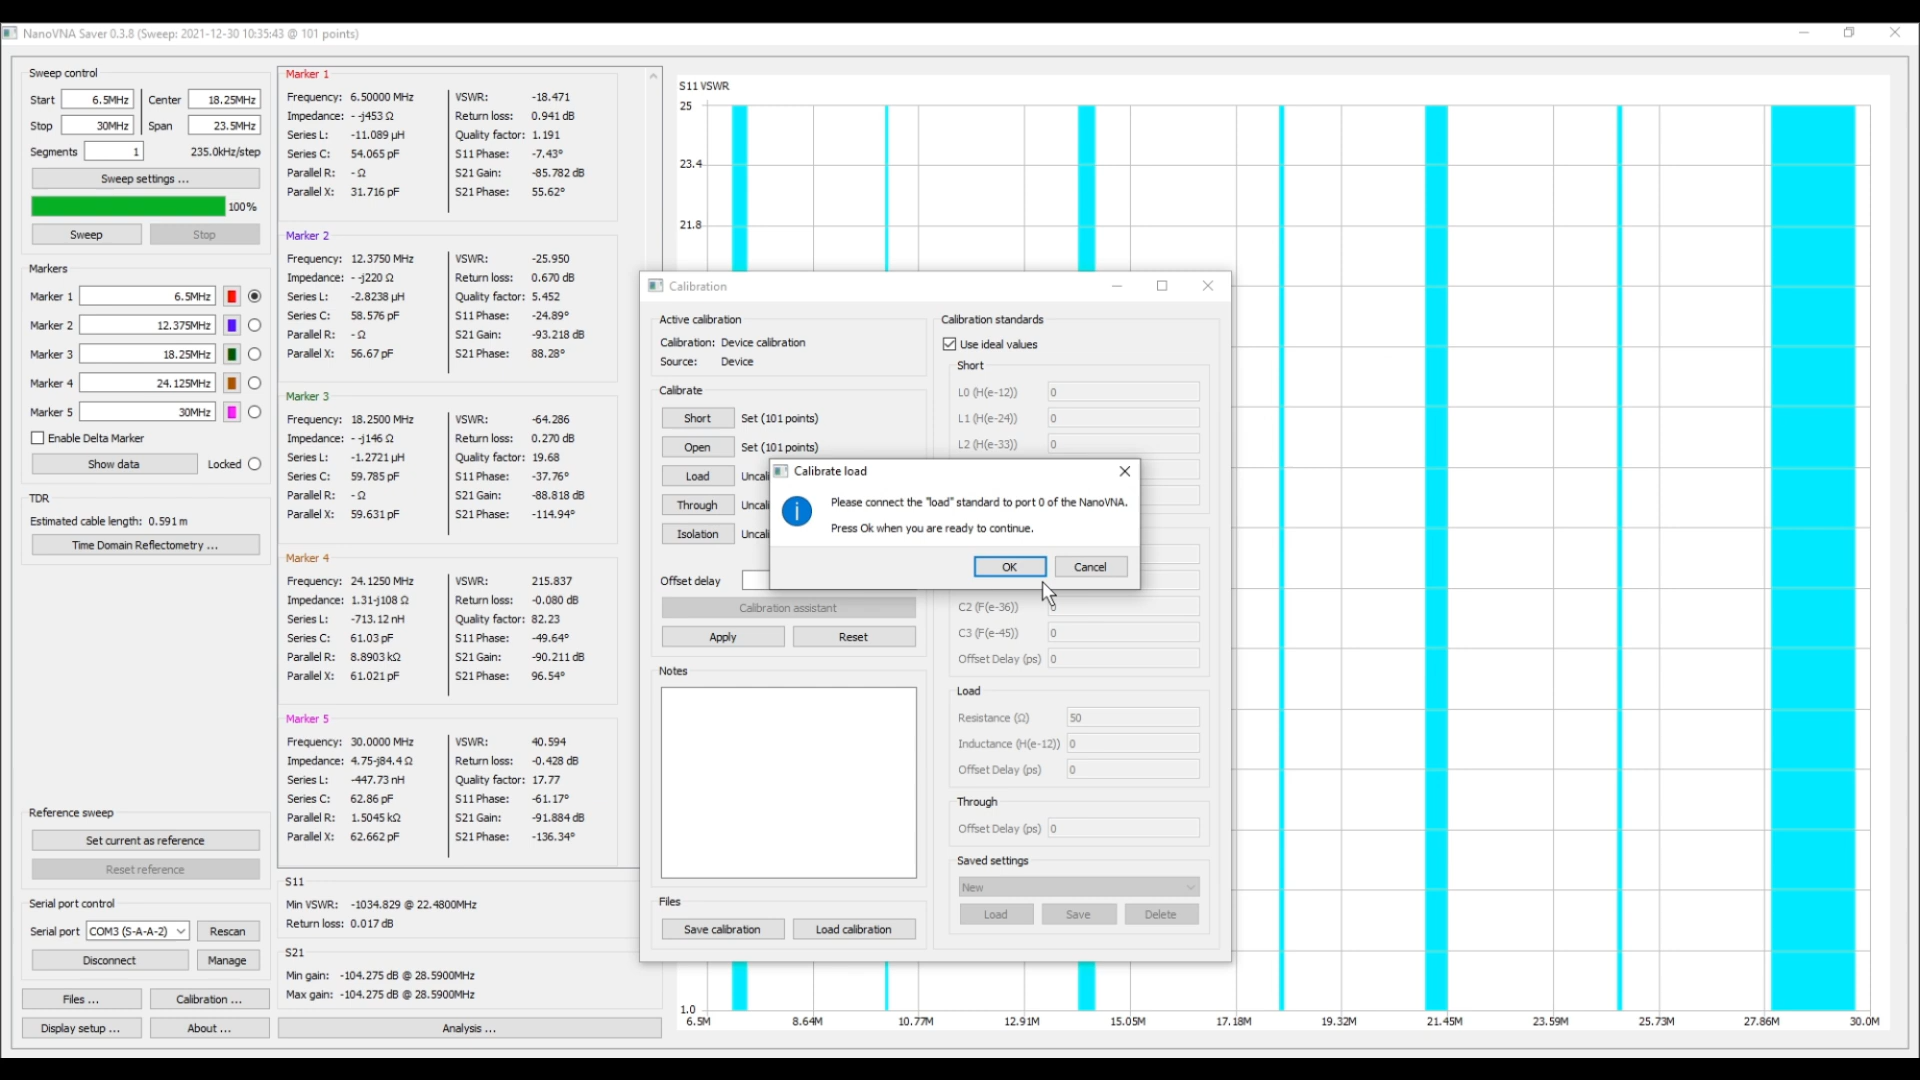 NanoVNA Saver 0.3.8 (Sweep: 2021-12-30 10:35:43 @ 101 points)
Sweep control
Start 6.5MHz Center 18.25MHz
Stop 30MHz Span 23.5MHz
Segments 1 235.0kHz/step
Sweep settings ...
100%
Sweep Stop
Markers
Marker 1 6.5MHz
Marker 2 12.375MHz
Marker 3 18.25MHz
Marker 4 24.125MHz
Marker 5 30MHz
Enable Delta Marker
Show data Locked
TDR
Estimated cable length: 0.591 m
Time Domain Reflectometry ...
Reference sweep
Set current as reference
Reset reference
Serial port control
Serial port COM3 (S-A-A-2) Rescan
Disconnect Manage
Files ... Calibration ...
Display setup ... About ...
Marker 1
Frequency: 6.50000 MHz VSWR: -18.471
Impedance: - -j453 Ω Return loss: 0.941 dB
Series L: -11.089 µH Quality factor: 1.191
Series C: 54.065 pF S11 Phase: -7.43°
Parallel R: - Ω S21 Gain: -85.782 dB
Parallel X: 31.716 pF S21 Phase: 55.62°
Marker 2
Frequency: 12.3750 MHz VSWR: -25.950
Impedance: - -j220 Ω Return loss: 0.670 dB
Series L: -2.8238 µH Quality factor: 5.452
Series C: 58.576 pF S11 Phase: -24.89°
Parallel R: - Ω S21 Gain: -93.218 dB
Parallel X: 56.67 pF S21 Phase: 88.28°
Marker 3
Frequency: 18.2500 MHz VSWR: -64.286
Impedance: - -j146 Ω Return loss: 0.270 dB
Series L: -1.2721 µH Quality factor: 19.68
Series C: 59.785 pF S11 Phase: -37.76°
Parallel R: - Ω S21 Gain: -88.818 dB
Parallel X: 59.631 pF S21 Phase: -114.94°
Marker 4
Frequency: 24.1250 MHz VSWR: 215.837
Impedance: 1.31-j108 Ω Return loss: -0.080 dB
Series L: -713.12 nH Quality factor: 82.23
Series C: 61.03 pF S11 Phase: -49.64°
Parallel R: 8.8903 kΩ S21 Gain: -90.211 dB
Parallel X: 61.021 pF S21 Phase: 96.54°
Marker 5
Frequency: 30.0000 MHz VSWR: 40.594
Impedance: 4.75-j84.4 Ω Return loss: -0.428 dB
Series L: -447.73 nH Quality factor: 17.77
Series C: 62.86 pF S11 Phase: -61.17°
Parallel R: 1.5045 kΩ S21 Gain: -91.884 dB
Parallel X: 62.662 pF S21 Phase: -136.34°
S11
Min VSWR: -1034.829 @ 22.4800MHz
Return loss: 0.017 dB
S21
Min gain: -104.275 dB @ 28.5900MHz
Max gain: -104.275 dB @ 28.5900MHz
Analysis ...
S11 VSWR
25
23.4
21.8
1.0
6.5M 8.64M 10.77M 12.91M 15.05M 17.18M 19.32M 21.45M 23.59M 25.73M 27.86M 30.0M
Calibration
Active calibration
Calibration: Device calibration
Source: Device
Calibrate
Short Set (101 points)
Open Set (101 points)
Load Uncali
Through Uncali
Isolation Uncali
Offset delay
Calibration assistant
Apply Reset
Notes
Files
Save calibration Load calibration
Calibration standards
Use ideal values
Short
L0 (H(e-12)) 0
L1 (H(e-24)) 0
L2 (H(e-33)) 0
C2 (F(e-36)) 0
C3 (F(e-45)) 0
Offset Delay (ps) 0
Load
Resistance (Ω) 50
Inductance (H(e-12)) 0
Offset Delay (ps) 0
Through
Offset Delay (ps) 0
Saved settings
New
Load Save Delete
Calibrate load
Please connect the "load" standard to port 0 of the NanoVNA.
Press Ok when you are ready to continue.
OK Cancel